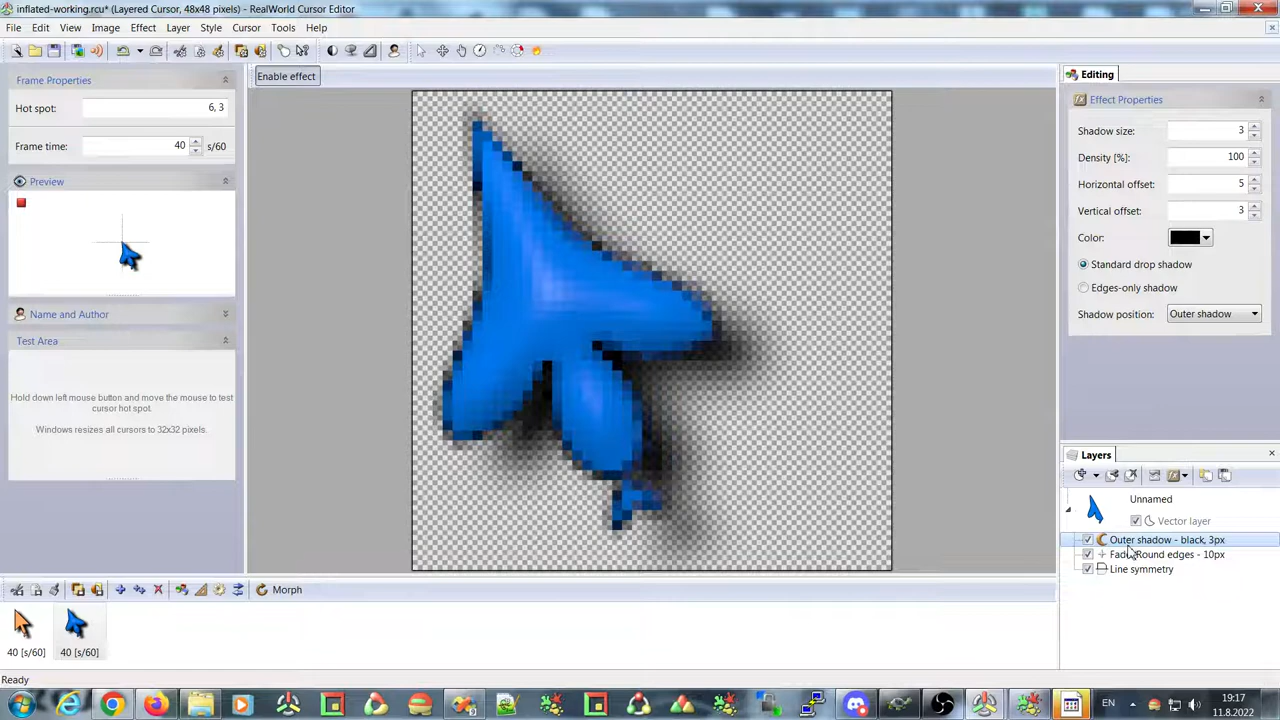 inflated-working.rcu* (Layered Cursor, 48x48 pixels) - RealWorld Cursor Editor
File Edit View Image Effect Layer Style Cursor Tools Help
Enable effect
Frame Properties
Hot spot: 6, 3
Frame time: 40 s/60
Preview
Name and Author
Test Area
Hold down left mouse button and move the mouse to test
cursor hot spot.
Windows resizes all cursors to 32x32 pixels.
Editing
Effect Properties
Shadow size: 3
Density [%]: 100
Horizontal offset: 5
Vertical offset: 3
Color:
Standard drop shadow
Edges-only shadow
Shadow position: Outer shadow
Layers
Unnamed
Vector layer
Outer shadow - black, 3px
Round edges - 10px
Line symmetry
Morph
40 [s/60] 40 [s/60]
Ready
EN 19:17
11.8.2022